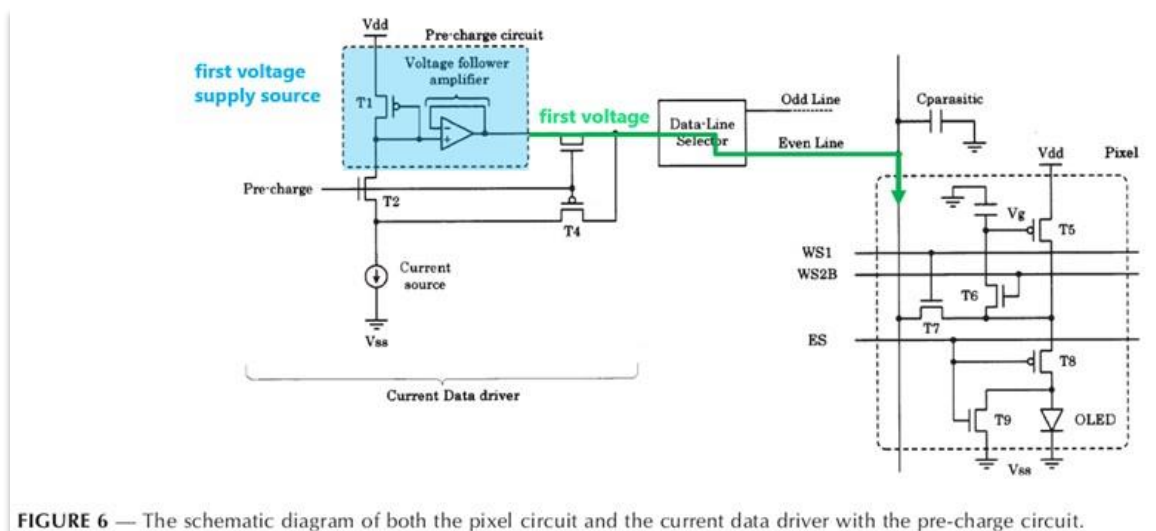 Vdd
Pre-charge circuit
Voltage follower
amplifier
first voltage
supply source
T1
first voltage
Data-Line
Selector
Odd Line
Even Line
Cparasitic
Vdd
Pixel
Pre-charge
T2
T4
Vg
T5
WS1
WS2B
Current
source
T6
T7
Vss
ES
T8
Current Data driver
T9
OLED
Vss
FIGURE 6 — The schematic diagram of both the pixel circuit and the current data driver with the pre-charge circuit.